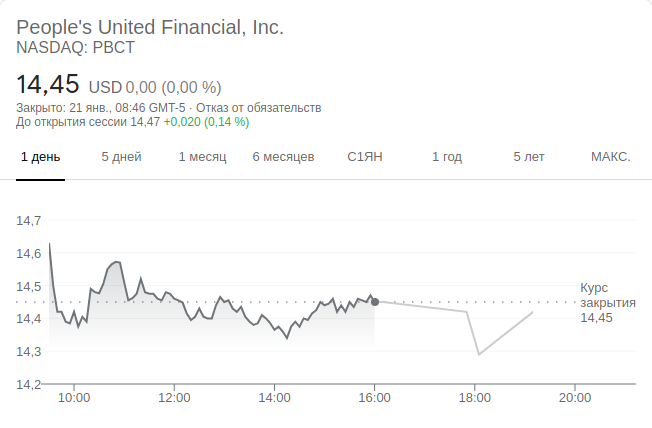 People's United Financial, Inc.
NASDAQ: PBCT
14,45 USD 0,00 (0,00 %)
Закрыто: 21 янв., 08:46 GMT-5 · Отказ от обязательств
До открытия сессии 14,47 +0,020 (0,14 %)
1 день 5 дней 1 месяц 6 месяцев С1ЯН 1 год 5 лет МАКС.
14,7
14,6
14,5
14,4
14,3
14,2
Курс
закрытия
14,45
10:00 12:00 14:00 16:00 18:00 20:00